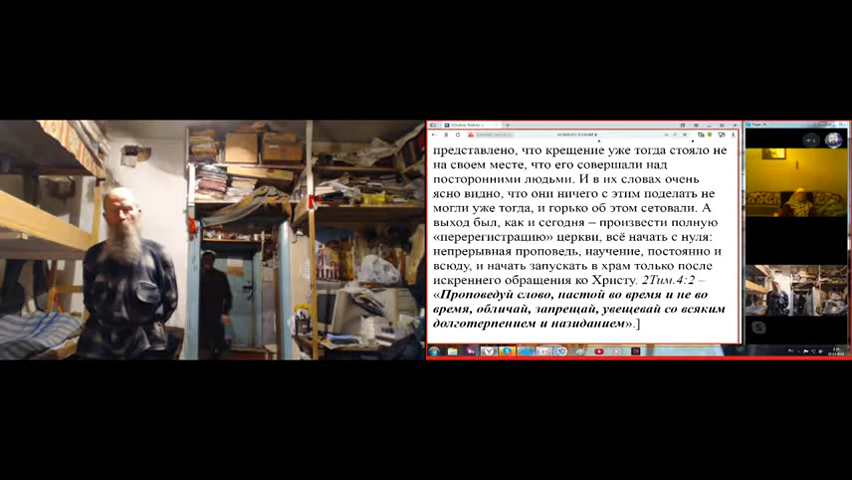 представлено, что крещение уже тогда стояло не
на своем месте, что его совершали над
посторонними людьми. И в их словах очень
ясно видно, что они ничего с этим поделать не
могли уже тогда, и горько об этом сетовали. А
выход был, как и сегодня – произвести полную
«перерегистрацию» церкви, всё начать с нуля:
непрерывная проповедь, научение, постоянно и
всюду, и начать запускать в храм только после
искреннего обращения ко Христу. 2Тим.4:2 –
«Проповедуй слово, настой во время и не во
время, обличай, запрещай, увещевай со всяким
долготерпением и назиданием».]